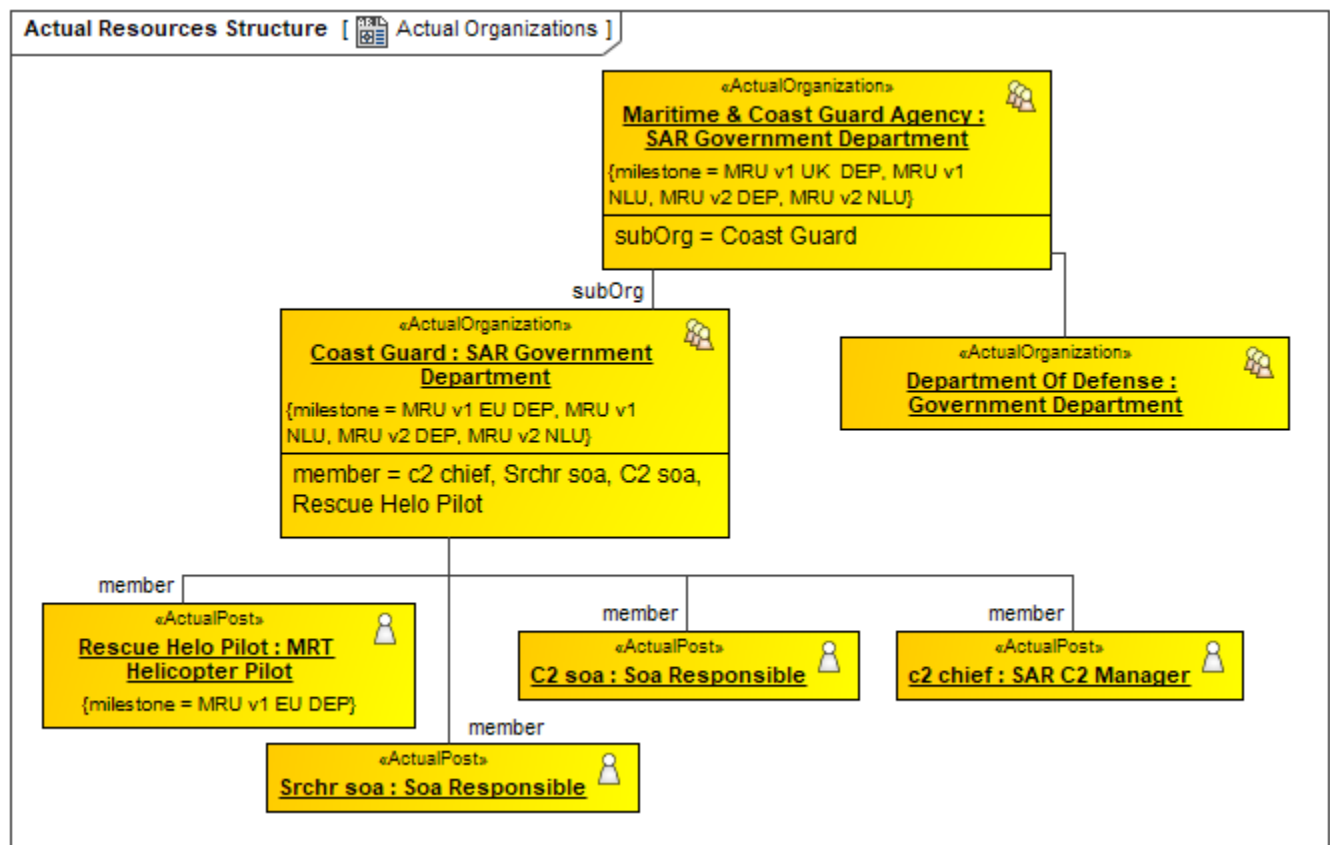 Actual Resources Structure [ Actual Organizations ]
«ActualOrganization»
Maritime & Coast Guard Agency :
SAR Government Department
{milestone = MRU v1 UK  DEP, MRU v1
NLU, MRU v2 DEP, MRU v2 NLU}
subOrg = Coast Guard
subOrg
«ActualOrganization»
Coast Guard : SAR Government
Department
{milestone = MRU v1 EU DEP, MRU v1
NLU, MRU v2 DEP, MRU v2 NLU}
member = c2 chief, Srchr soa, C2 soa,
Rescue Helo Pilot
«ActualOrganization»
Department Of Defense :
Government Department
member
«ActualPost»
Rescue Helo Pilot : MRT
Helicopter Pilot
{milestone = MRU v1 EU DEP}
member
«ActualPost»
C2 soa : Soa Responsible
member
«ActualPost»
c2 chief : SAR C2 Manager
member
«ActualPost»
Srchr soa : Soa Responsible